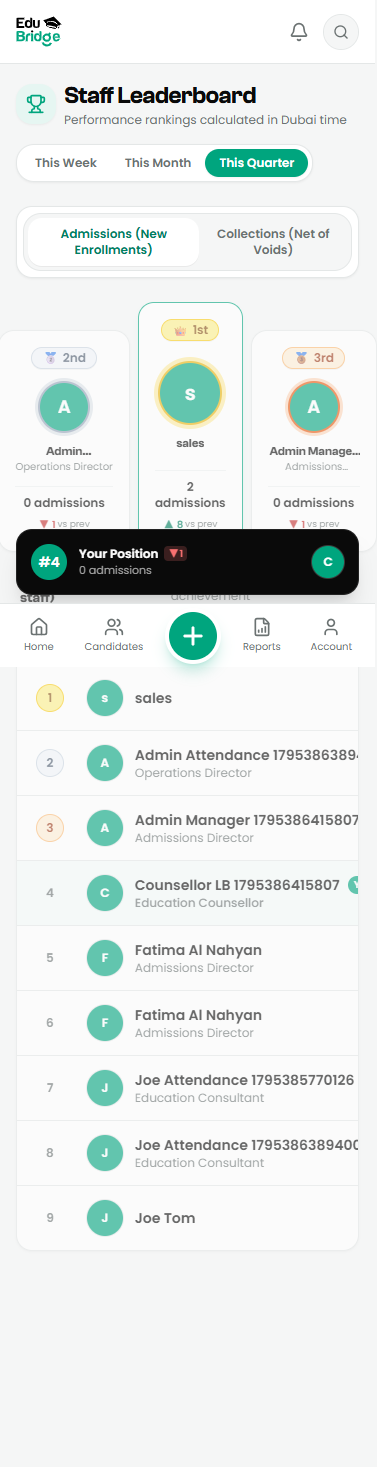 Edu
Bridge
Staff Leaderboard
Performance rankings calculated in Dubai time
This Week This Month This Quarter
Admissions (New Enrollments)
Collections (Net of Voids)
2nd
A
Admin...
Operations Director
0 admissions
▼ 1 vs prev
1st
s
sales
2
admissions
▲ 8 vs prev
3rd
A
Admin Manage...
Admissions...
0 admissions
▼ 1 vs prev
#4 Your Position ▼1
0 admissions
C
staff)
achievement
Home Candidates Reports Account
1 s sales
2 A Admin Attendance 1795386389
Operations Director
3 A Admin Manager 1795386415807
Admissions Director
4 C Counsellor LB 1795386415807
Education Counsellor
5 F Fatima Al Nahyan
Admissions Director
6 F Fatima Al Nahyan
Admissions Director
7 J Joe Attendance 1795385770126
Education Consultant
8 J Joe Attendance 1795386389400
Education Consultant
9 J Joe Tom